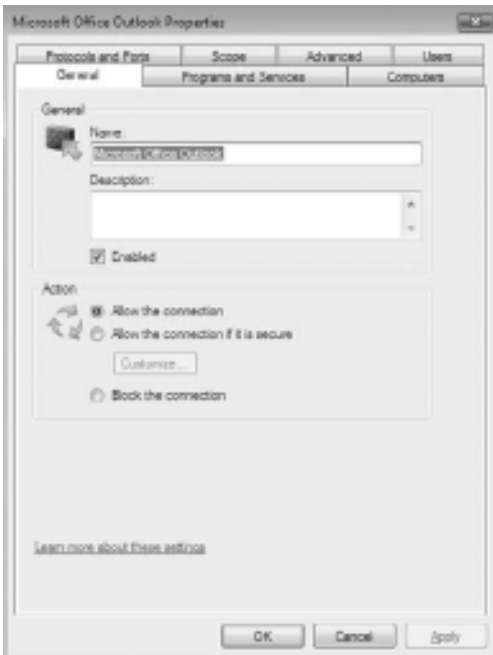 Microsoft Office Outlook Properties
Protocols and Ports Scope Advanced Users
General Programs and Services Computers
General
Name:
Microsoft Office Outlook
Description:
Enabled
Action
Allow the connection
Allow the connection if it is secure
Customize...
Block the connection
Learn more about these settings
OK Cancel Apply